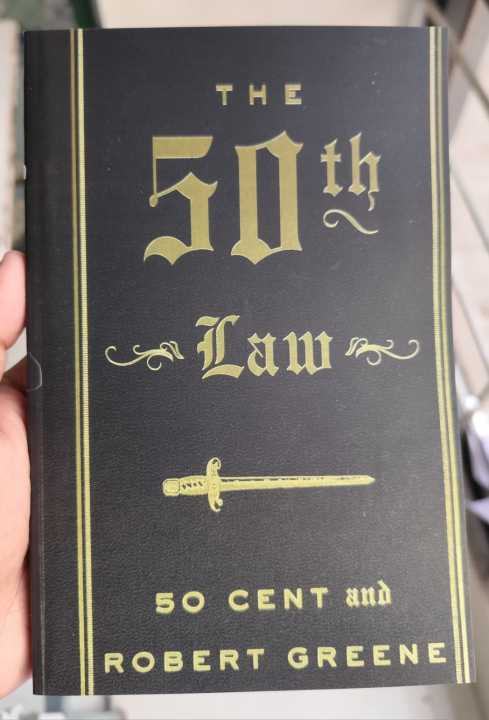 THE
50th
Law
50 CENT and
ROBERT GREENE